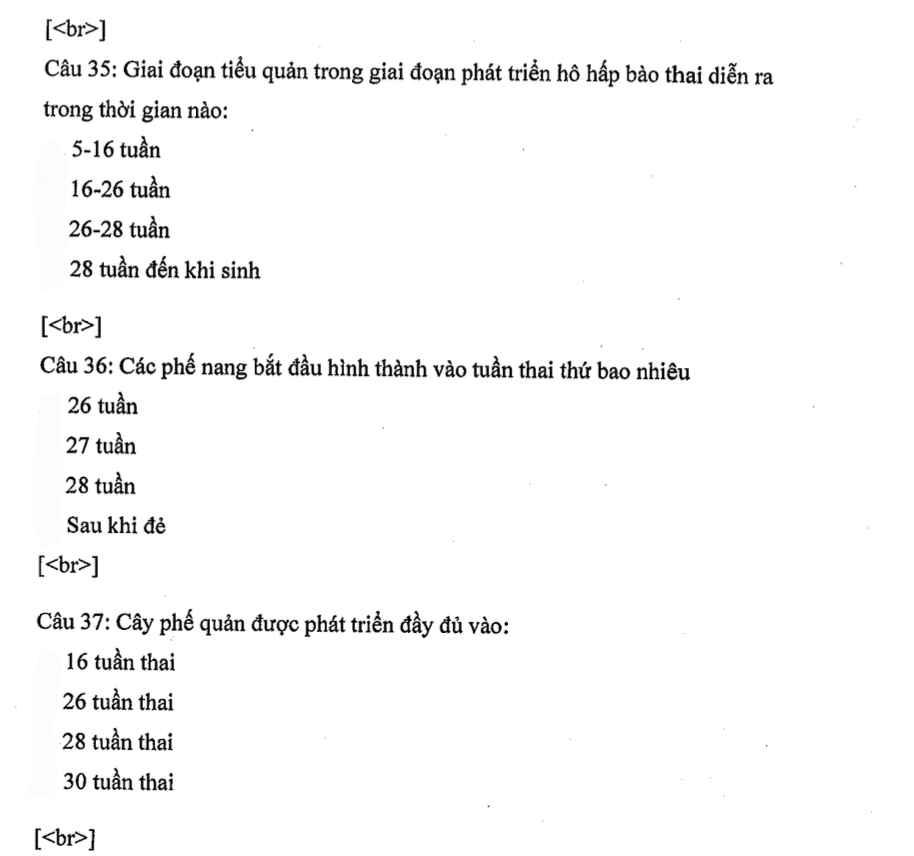 [<br>]
Câu 35: Giai đoạn tiểu quản trong giai đoạn phát triển hô hấp bào thai diễn ra
trong thời gian nào:
5-16 tuần
16-26 tuần
26-28 tuần
28 tuần đến khi sinh
[<br>]
Câu 36: Các phế nang bắt đầu hình thành vào tuần thai thứ bao nhiêu
26 tuần
27 tuần
28 tuần
Sau khi đẻ
[<br>]
Câu 37: Cây phế quản được phát triển đầy đủ vào:
16 tuần thai
26 tuần thai
28 tuần thai
30 tuần thai
[<br>]